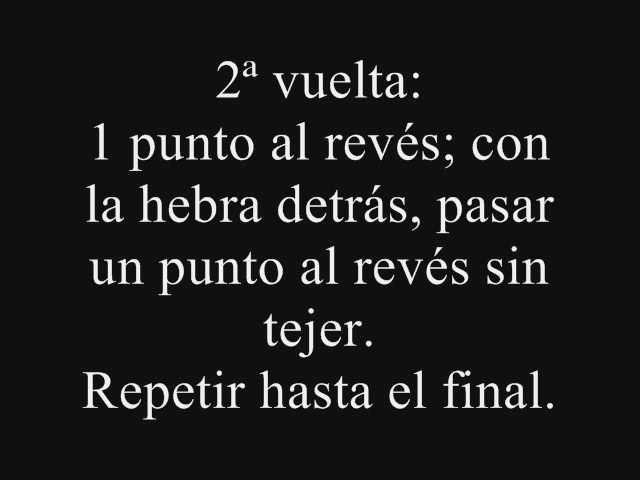 2ª vuelta:
1 punto al revés; con
la hebra detrás, pasar
un punto al revés sin
tejer.
Repetir hasta el final.